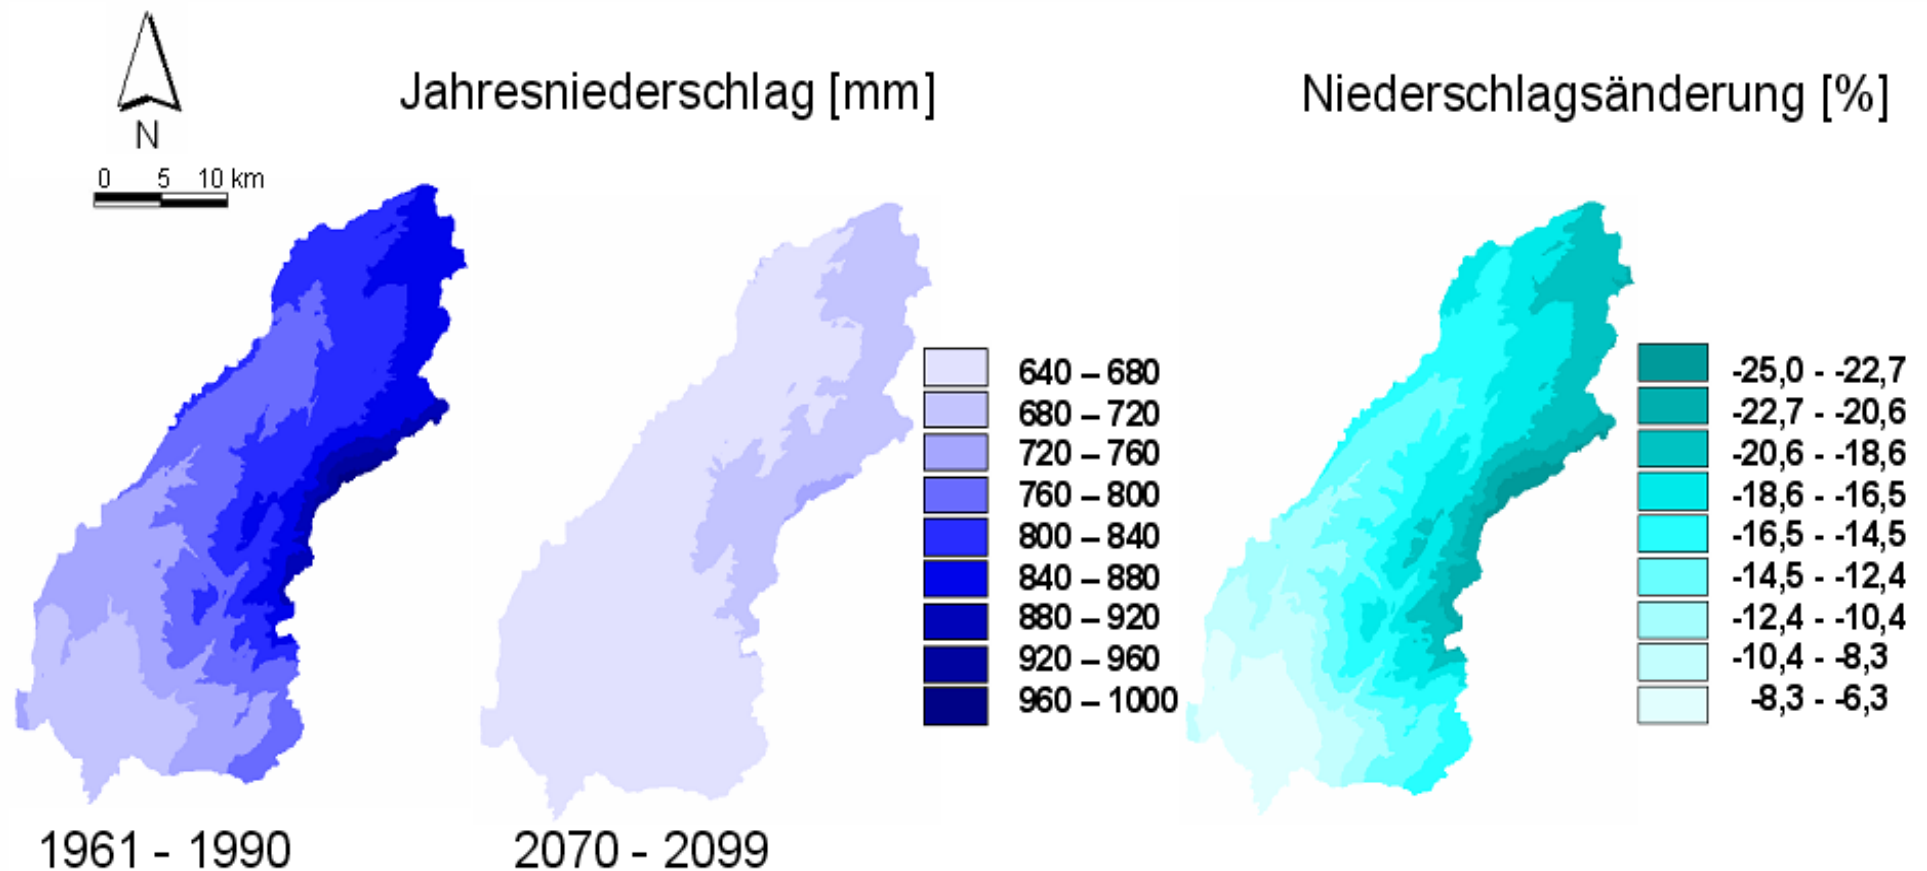 Jahresniederschlag [mm]
Niederschlagsänderung [%]
N
0 5 10 km
640 – 680
680 – 720
720 – 760
760 – 800
800 – 840
840 – 880
880 – 920
920 – 960
960 – 1000
-25,0 - -22,7
-22,7 - -20,6
-20,6 - -18,6
-18,6 - -16,5
-16,5 - -14,5
-14,5 - -12,4
-12,4 - -10,4
-10,4 - -8,3
-8,3 - -6,3
1961 - 1990
2070 - 2099